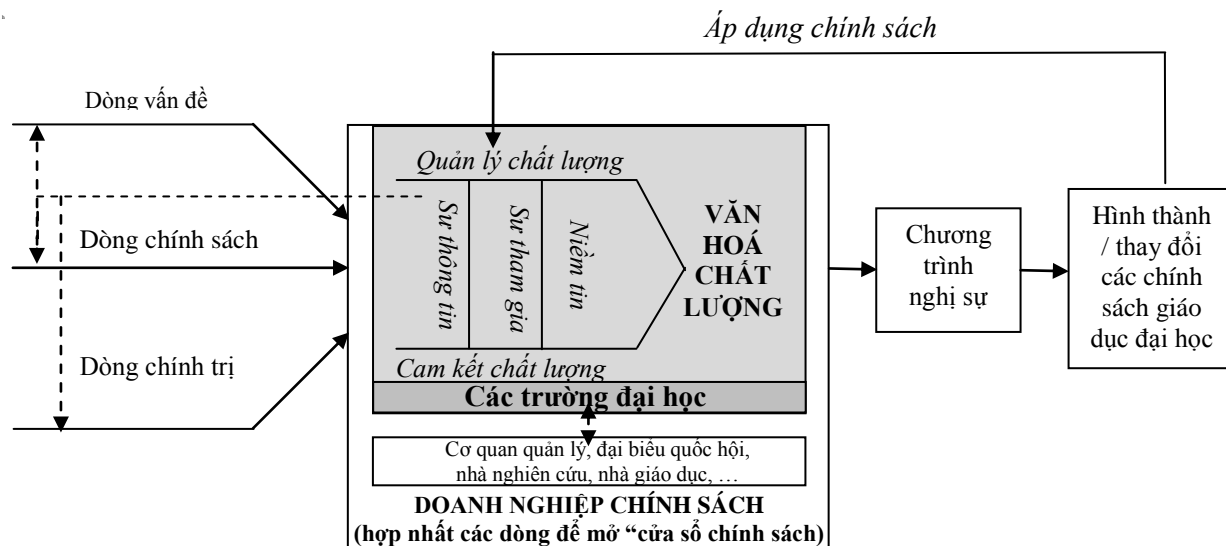 Áp dụng chính sách
Dòng vấn đề
Dòng chính sách
Dòng chính trị
Quản lý chất lượng
Sự thông tin
Sự tham gia
Niềm tin
VĂN
HOÁ
CHẤT
LƯỢNG
Cam kết chất lượng
Các trường đại học
Cơ quan quản lý, đại biểu quốc hội,
nhà nghiên cứu, nhà giáo dục, …
DOANH NGHIỆP CHÍNH SÁCH
(hợp nhất các dòng để mở “cửa sổ chính sách)
Chương
trình
nghị sự
Hình thành
/ thay đổi
các chính
sách giáo
dục đại học